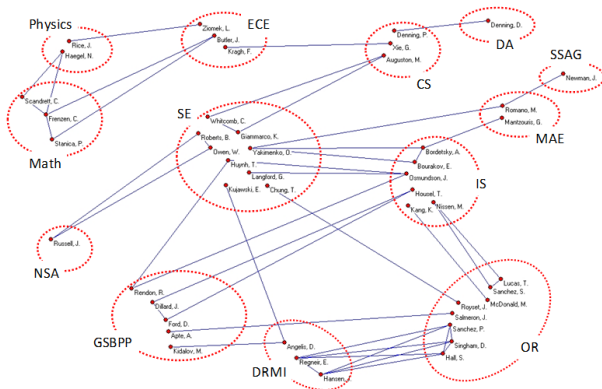 Physics
Rice, J.
Haegel, N.
Ziomek, L.
ECE
Butler, J.
Kragh, F.
Denning, P.
Xie, G.
Auguston, M.
CS
Denning, D.
DA
SSAG
Newman, J.
Scandrett, C.
Frenzen, C.
Stanica, P.
Math
SE
Whitcomb, C.
Giammarco, K.
Roberts, B.
Owen, W.
Yakimenko, O.
Huynh, T.
Langford, G.
Kujawski, E.
Chung, T.
Romano, M.
Mantzouris, G.
MAE
Bordetsky, A.
Bourakov, E.
Osmundson, J.
Housel, T.
Kang, K.
Nissen, M.
IS
Russell, J.
NSA
Rendon, R.
Dillard, J.
Ford, D.
Apte, A.
Kidalov, M.
GSBPP
Angelis, D.
Regnier, E.
Hansen,
DRMI
Lucas, T.
Sanchez, S.
McDonald, M.
Royset, J.
Salmeron, J.
Sanchez, P.
Singham, D.
Hall, S.
OR